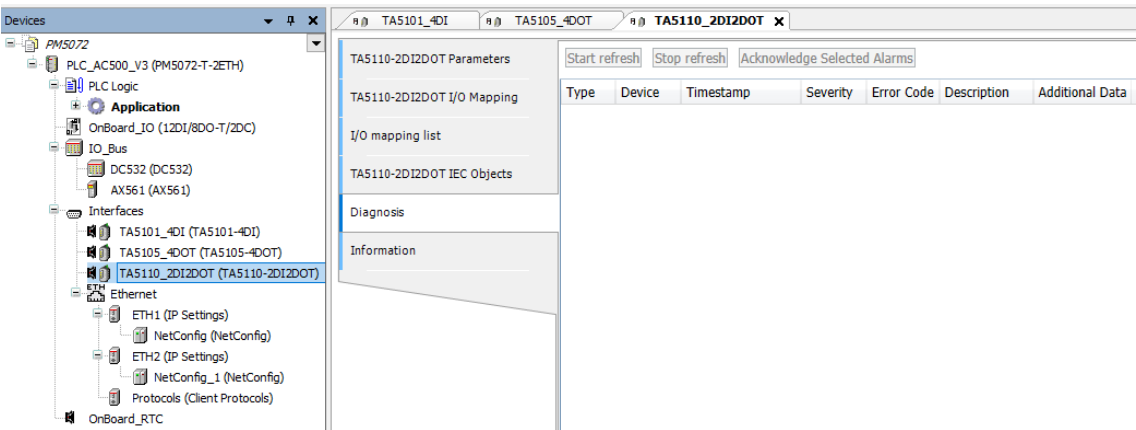 Devices
PM5072
PLC_AC500_V3 (PM5072-T-2ETH)
PLC Logic
Application
OnBoard_IO (12DI/8DO-T/2DC)
IO_Bus
DC532 (DC532)
AX561 (AX561)
Interfaces
TA5101_4DI (TA5101-4DI)
TA5105_4DOT (TA5105-4DOT)
TA5110_2DI2DOT (TA5110-2DI2DOT)
ETH
Ethernet
ETH1 (IP Settings)
NetConfig (NetConfig)
ETH2 (IP Settings)
NetConfig_1 (NetConfig)
Protocols (Client Protocols)
OnBoard_RTC
TA5101_4DI TA5105_4DOT TA5110_2DI2DOT
TA5110-2DI2DOT Parameters
TA5110-2DI2DOT I/O Mapping
I/O mapping list
TA5110-2DI2DOT IEC Objects
Diagnosis
Information
Start refresh Stop refresh Acknowledge Selected Alarms
Type Device Timestamp Severity Error Code Description Additional Data